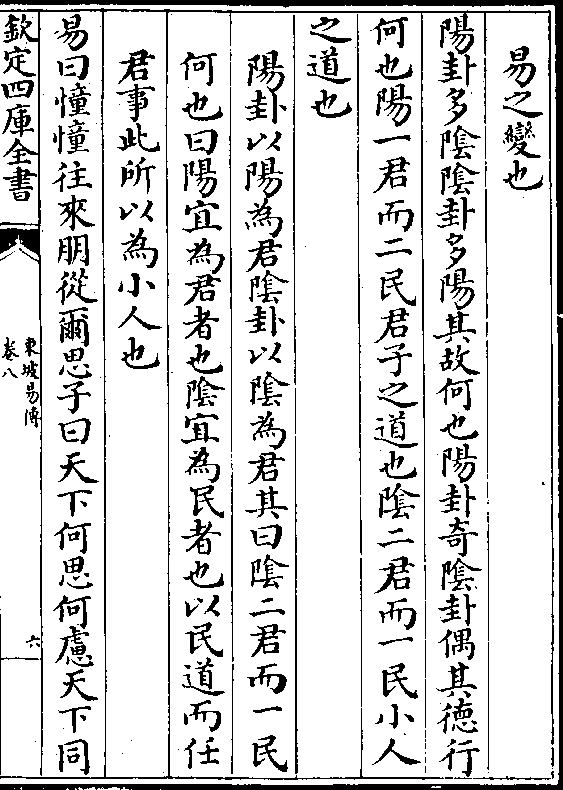 易之變也
陽卦多陰陰卦多陽其故何也陽卦奇陰卦偶其德行
何也陽一君而二民君子之道也陰二君而一民小人
之道也
陽卦以陽為君陰卦以陰為君其曰陰二君而一民
何也曰陽宜為君者也陰宜為民者也以民道而任
君事此所以為小人也
易曰憧憧往來朋從爾思子曰天下何思何慮天下同
欽定四庫全書
東坡易傳
卷八
六